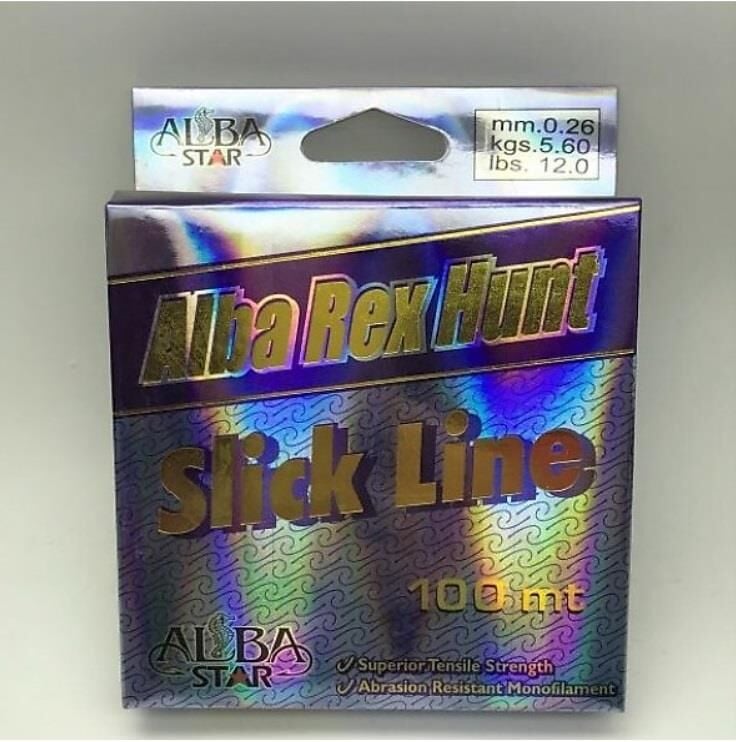 ALBA
STAR
mm.0.26
kgs.5.60
lbs. 12.0
Alba Rex Hunt
Slick Line
100 mt
ALBA
STAR
Superior Tensile Strength
Abrasion Resistant Monofilament